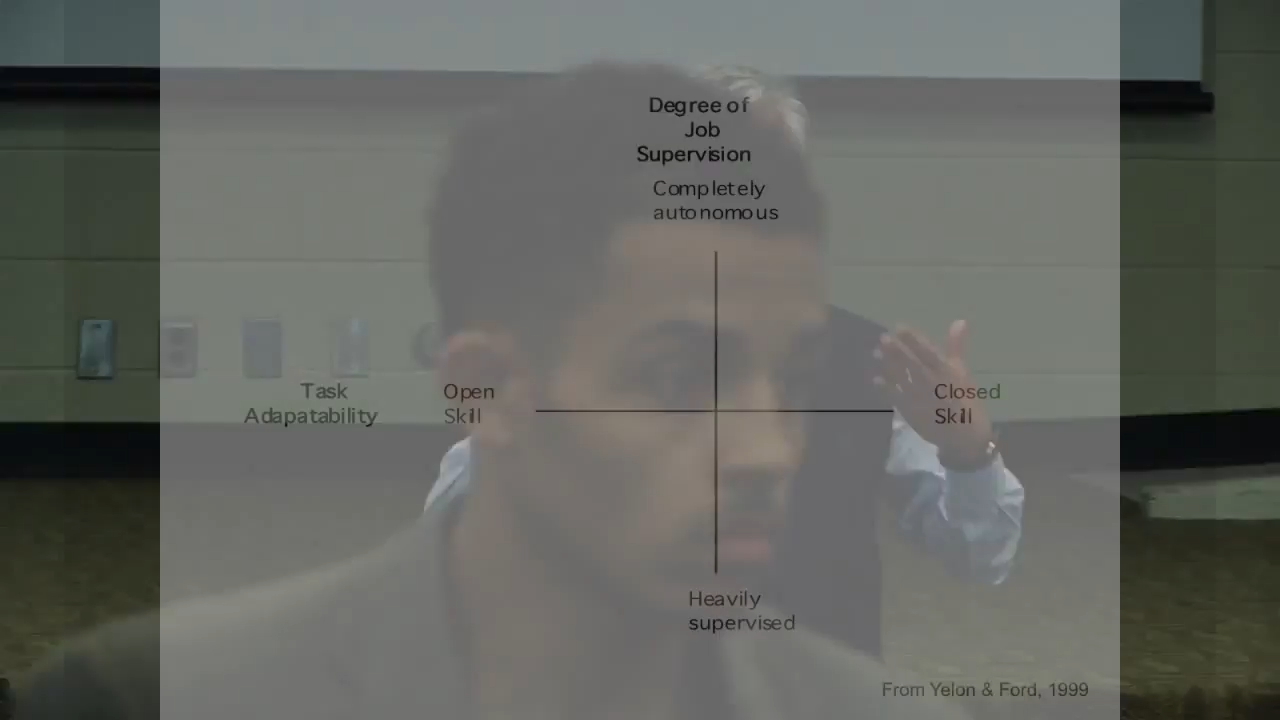 Degree of
Job
Supervision
Completely
autonomous
Task
Adapatability
Open
Skill
Closed
Skill
Heavily
supervised
From Yelon & Ford, 1999